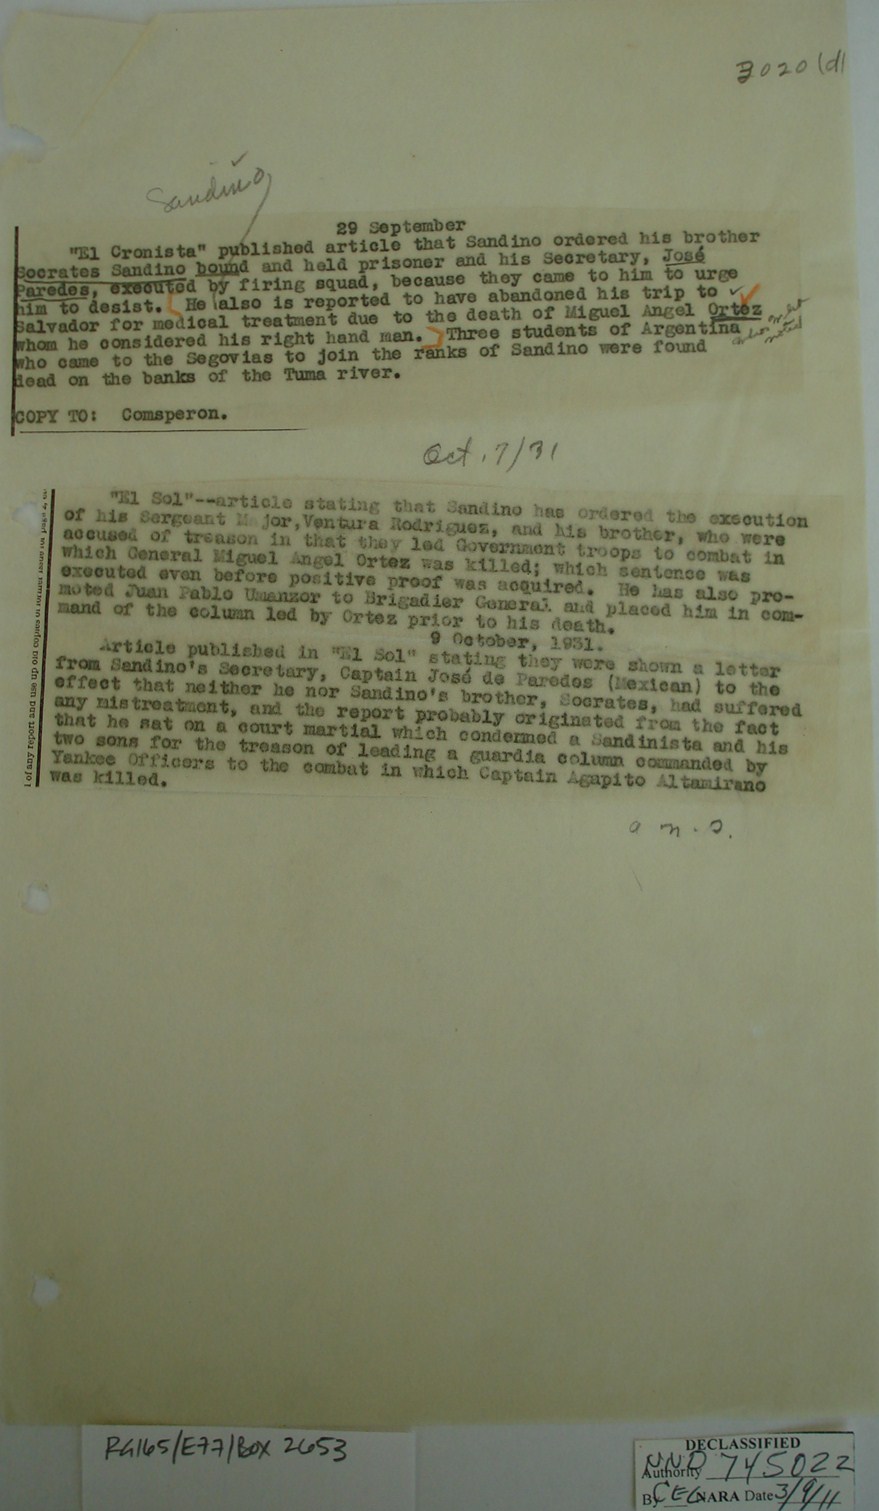 3020(d)
Sandino
29 September
"El Cronista" published article that Sandino ordered his brother
Socrates Sandino bound and held prisoner and his Secretary, José
Paredes, executed by firing squad, because they came to him to urge
him to desist. He also is reported to have abandoned his trip to
Salvador for medical treatment due to the death of Miguel Angel Ortez
whom he considered his right hand man. Three students of Argentina
who came to the Segovias to join the ranks of Sandino were found
dead on the banks of the Tuma river.
COPY TO: Comsperon.
Oct. 7/31
"El Sol"--article stating that Sandino has ordered the execution
of his Sergeant Major, Ventura Rodriguez, and his brother, who were
accused of treason in that they led Government troops to combat in
which General Miguel Angel Ortez was killed; which sentence was
executed even before positive proof was acquired. He has also pro-
moted Juan Pablo Umanzor to Brigadier General and placed him in com-
mand of the column led by Ortez prior to his death.
9 October, 1931.
Article published in "El Sol" stating they were shown a letter
from Sandino's Secretary, Captain José de Paredes (Mexican) to the
effect that neither he nor Sandino's brother, Socrates, had suffered
any mistreatment, and the report probably originated from the fact
that he sat on a court martial which condemned a Sandinista and his
two sons for the treason of leading a guardia column commanded by
Yankee Officers to the combat in which Captain Agapito Altamirano
was killed.
l of any report and use up on
RG165/E77/Box 2653
DECLASSIFIED
Authority NND 745022
By CEC NARA Date 3/9/11